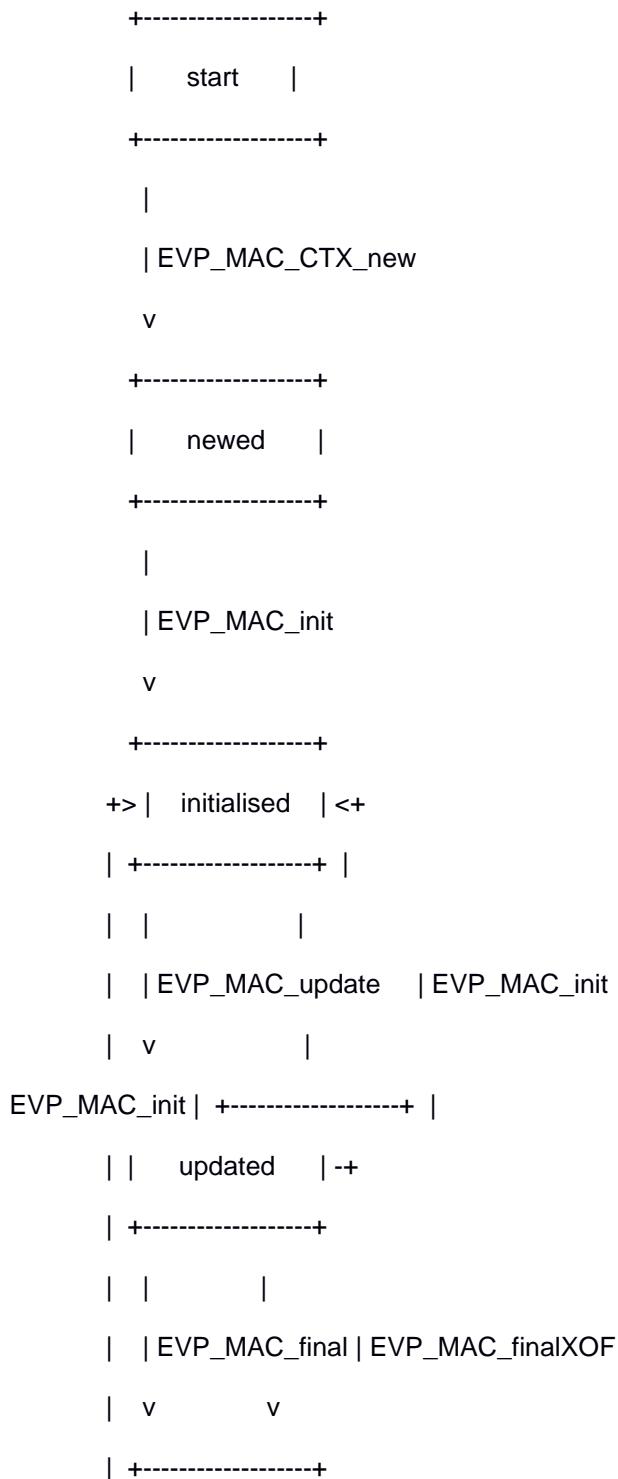 +-------------------+
|       start       |
+-------------------+
|
| EVP_MAC_CTX_new
v
+-------------------+
|       newed       |
+-------------------+
|
| EVP_MAC_init
v
+-------------------+
+> |    initialised    | <+
|  +-------------------+  |
|    |                    |
|    | EVP_MAC_update     | EVP_MAC_init
|    v                    |
EVP_MAC_init |  +-------------------+  |
|  |      updated      | -+
|  +-------------------+
|    |              |
|    | EVP_MAC_final | EVP_MAC_finalXOF
|    v              v
|  +-------------------+